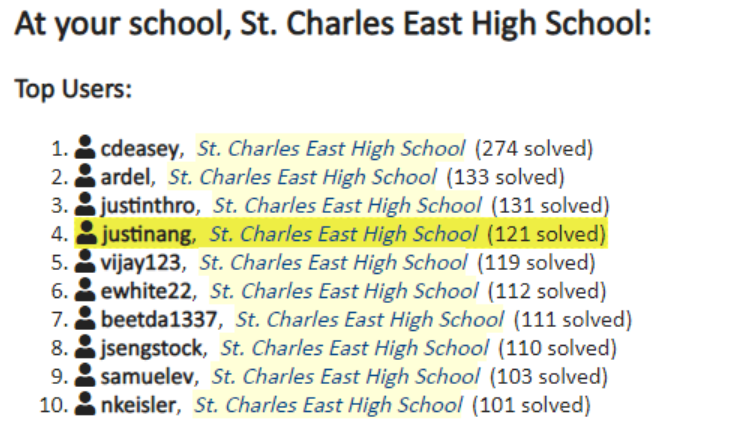 At your school, St. Charles East High School:
Top Users:
1. cdeasey, St. Charles East High School (274 solved)
2. ardel, St. Charles East High School (133 solved)
3. justinthro, St. Charles East High School (131 solved)
4. justinang, St. Charles East High School (121 solved)
5. vijay123, St. Charles East High School (119 solved)
6. ewhite22, St. Charles East High School (112 solved)
7. beetda1337, St. Charles East High School (111 solved)
8. jsengstock, St. Charles East High School (110 solved)
9. samuelev, St. Charles East High School (103 solved)
10. nkeisler, St. Charles East High School (101 solved)